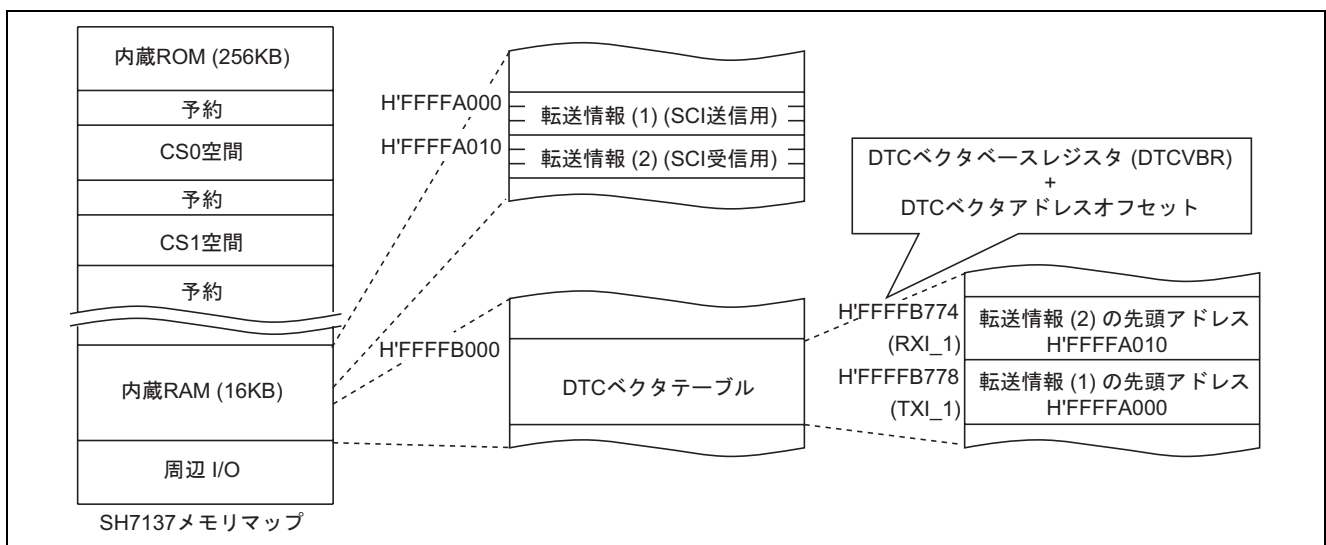 内蔵ROM (256KB)
予約
CS0空間
予約
CS1空間
予約
内蔵RAM (16KB)
周辺 I/O
SH7137メモリマップ
H'FFFFA000
転送情報 (1) (SCI送信用)
H'FFFFA010
転送情報 (2) (SCI受信用)
H'FFFFB000
DTCベクタテーブル
DTCベクタベースレジスタ (DTCVBR)
+
DTCベクタアドレスオフセット
H'FFFFB774
(RXI_1)
転送情報 (2) の先頭アドレス
H'FFFFA010
H'FFFFB778
(TXI_1)
転送情報 (1) の先頭アドレス
H'FFFFA000